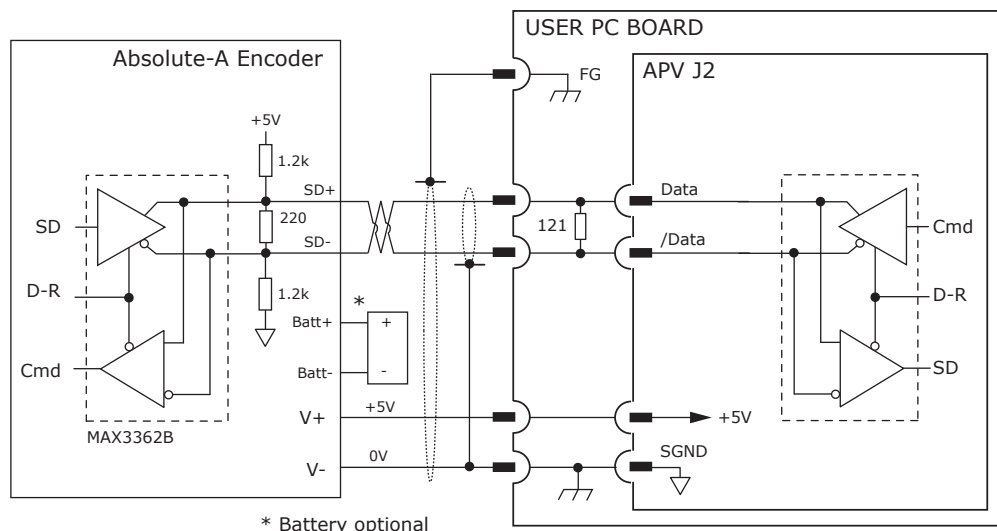 USER PC BOARD
Absolute-A Encoder
APV J2
FG
+5V
1.2k
SD+
Data
SD
220
121
Cmd
SD-
/Data
D-R
1.2k
D-R
*
Batt+
+
Cmd
Batt-
-
SD
MAX3362B
V+
+5V
+5V
V-
0V
SGND
* Battery optional